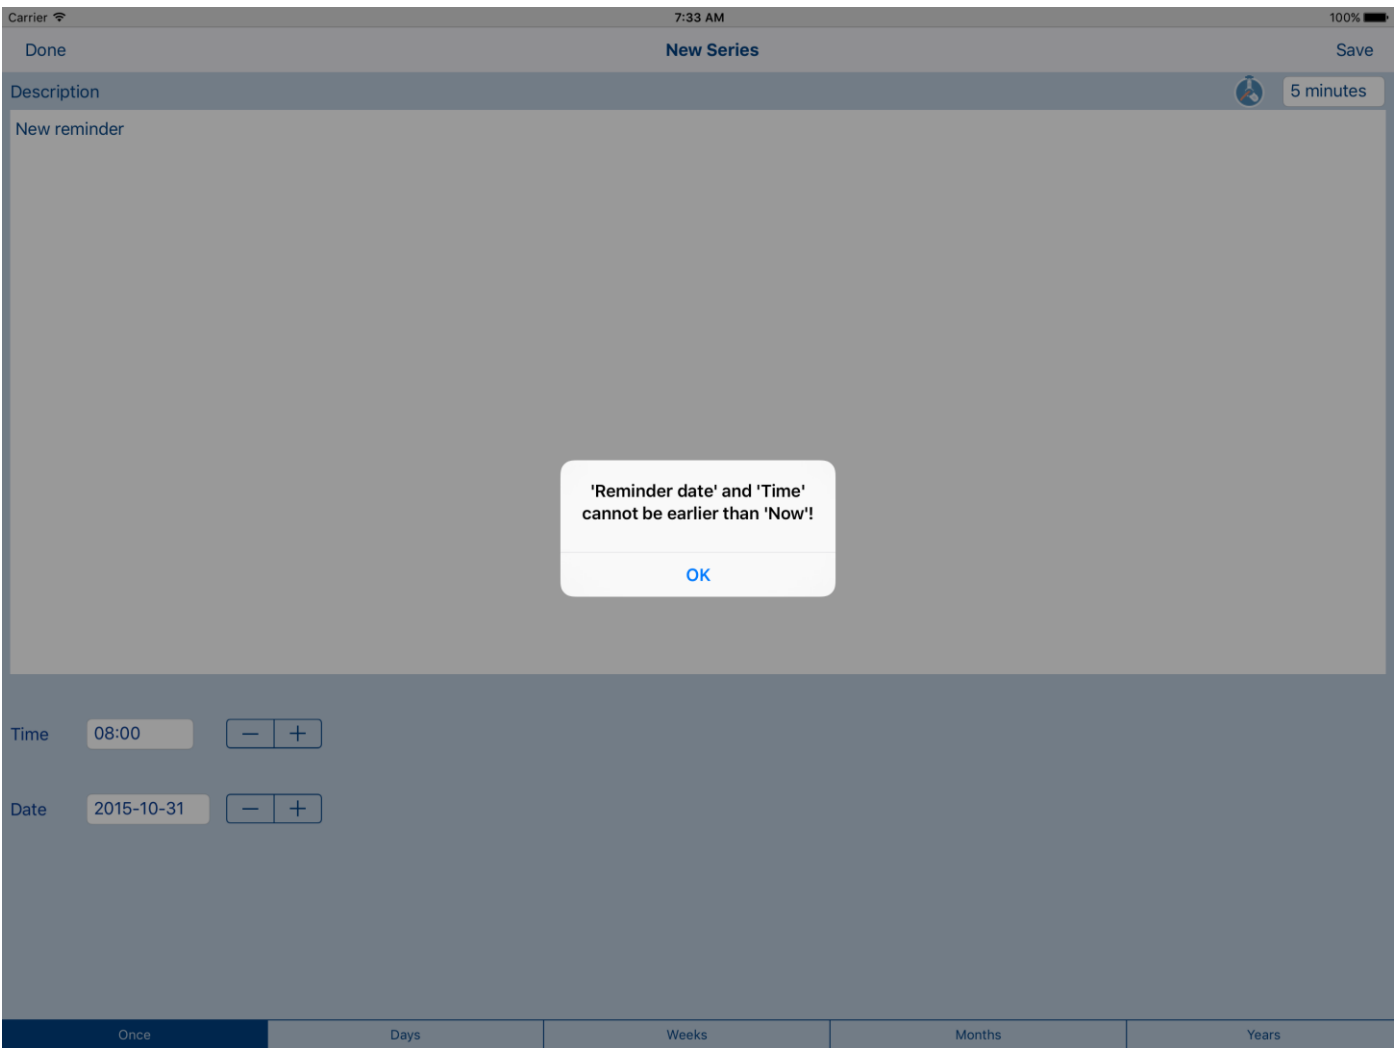 Carrier 7:33 AM 100%
Done New Series Save
Description 5 minutes
New reminder
'Reminder date' and 'Time'
cannot be earlier than 'Now'!
OK
Time 08:00 — +
Date 2015-10-31 — +
Once Days Weeks Months Years